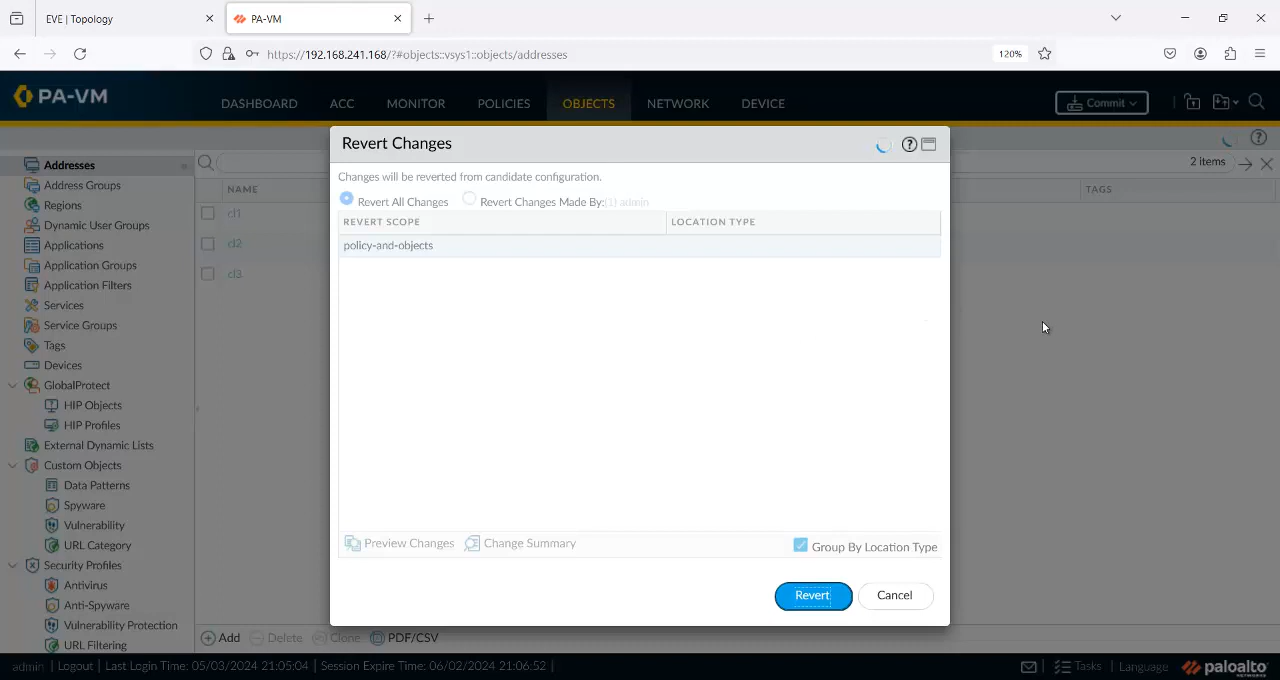 EVE | Topology
PA-VM
https://192.168.241.168/?#objects::vsys1::objects/addresses
120%
PA-VM
DASHBOARD ACC MONITOR POLICIES OBJECTS NETWORK DEVICE
Commit
Revert Changes
Changes will be reverted from candidate configuration.
Revert All Changes Revert Changes Made By:(1) admin
REVERT SCOPE LOCATION TYPE
policy-and-objects
Preview Changes Change Summary Group By Location Type
Revert Cancel
2 items
NAME TAGS
cl1
cl2
cl3
Addresses
Address Groups
Regions
Dynamic User Groups
Applications
Application Groups
Application Filters
Services
Service Groups
Tags
Devices
GlobalProtect
HIP Objects
HIP Profiles
External Dynamic Lists
Custom Objects
Data Patterns
Spyware
Vulnerability
URL Category
Security Profiles
Antivirus
Anti-Spyware
Vulnerability Protection
URL Filtering
Add Delete Clone PDF/CSV
admin | Logout | Last Login Time: 05/03/2024 21:05:04 | Session Expire Time: 06/02/2024 21:06:52 |
Tasks | Language
paloalto
NETWORKS